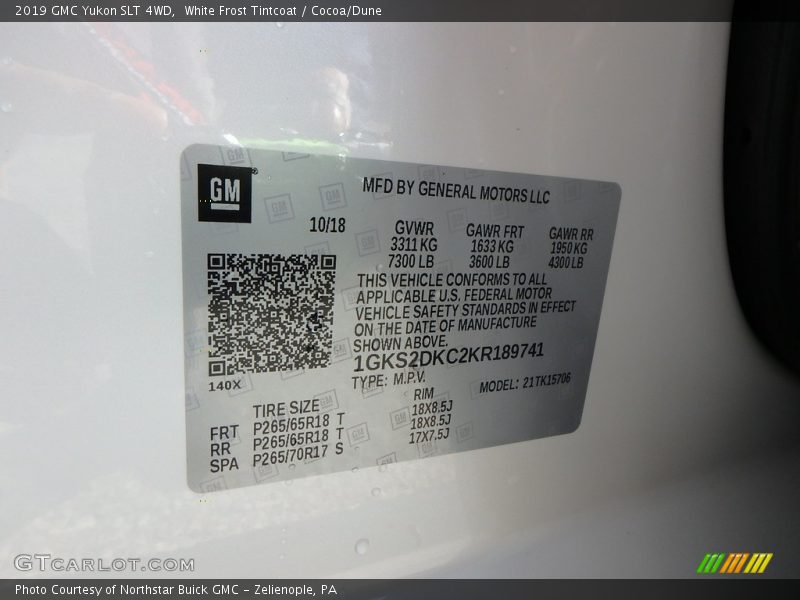 2019 GMC Yukon SLT 4WD, White Frost Tintcoat / Cocoa/Dune
GM
MFD BY GENERAL MOTORS LLC
10/18 GVWR GAWR FRT GAWR RR
3311 KG 1633 KG 1950 KG
7300 LB 3600 LB 4300 LB
THIS VEHICLE CONFORMS TO ALL
APPLICABLE U.S. FEDERAL MOTOR
VEHICLE SAFETY STANDARDS IN EFFECT
ON THE DATE OF MANUFACTURE
SHOWN ABOVE.
1GKS2DKC2KR189741
140X
TYPE: M.P.V. MODEL: 21TK15706
TIRE SIZE RIM
FRT P265/65R18 T 18X8.5J
RR P265/65R18 T 18X8.5J
SPA P265/70R17 S 17X7.5J
GTCARLOT.COM
Photo Courtesy of Northstar Buick GMC – Zelienople, PA